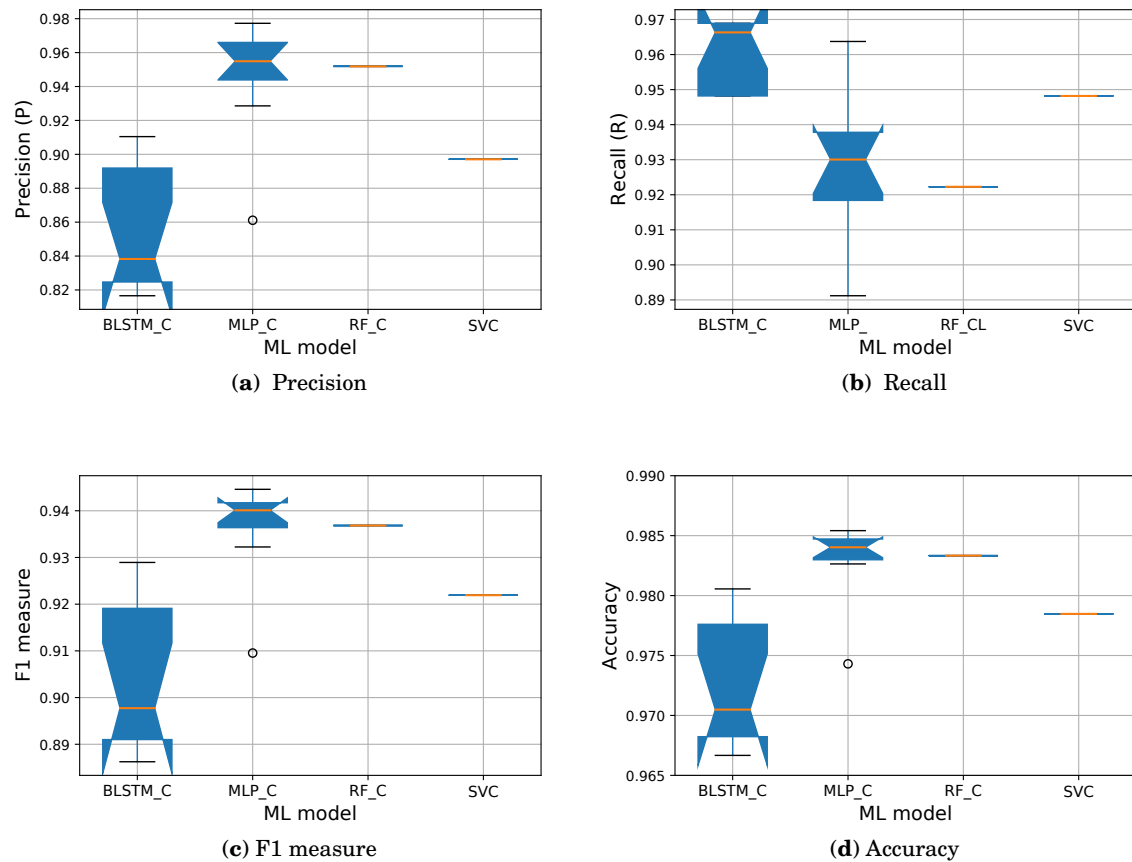 0.98
0.96
0.94
0.92
0.90
0.88
0.86
0.84
0.82
Precision (P)
BLSTM_C MLP_C RF_C SVC
ML model
(a) Precision
0.97
0.96
0.95
0.94
0.93
0.92
0.91
0.90
0.89
Recall (R)
BLSTM_C MLP_ RF_CL SVC
ML model
(b) Recall
0.94
0.93
0.92
0.91
0.90
0.89
F1 measure
BLSTM_C MLP_C RF_C SVC
ML model
(c) F1 measure
0.990
0.985
0.980
0.975
0.970
0.965
Accuracy
BLSTM_C MLP_C RF_C SVC
ML model
(d) Accuracy